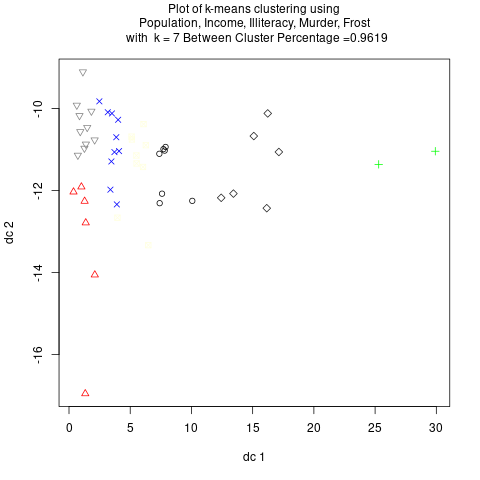 Plot of k-means clustering using
Population, Income, Illiteracy, Murder, Frost
with k = 7 Between Cluster Percentage =0.9619
-10
-12
-14
-16
dc 2
0 5 10 15 20 25 30
dc 1